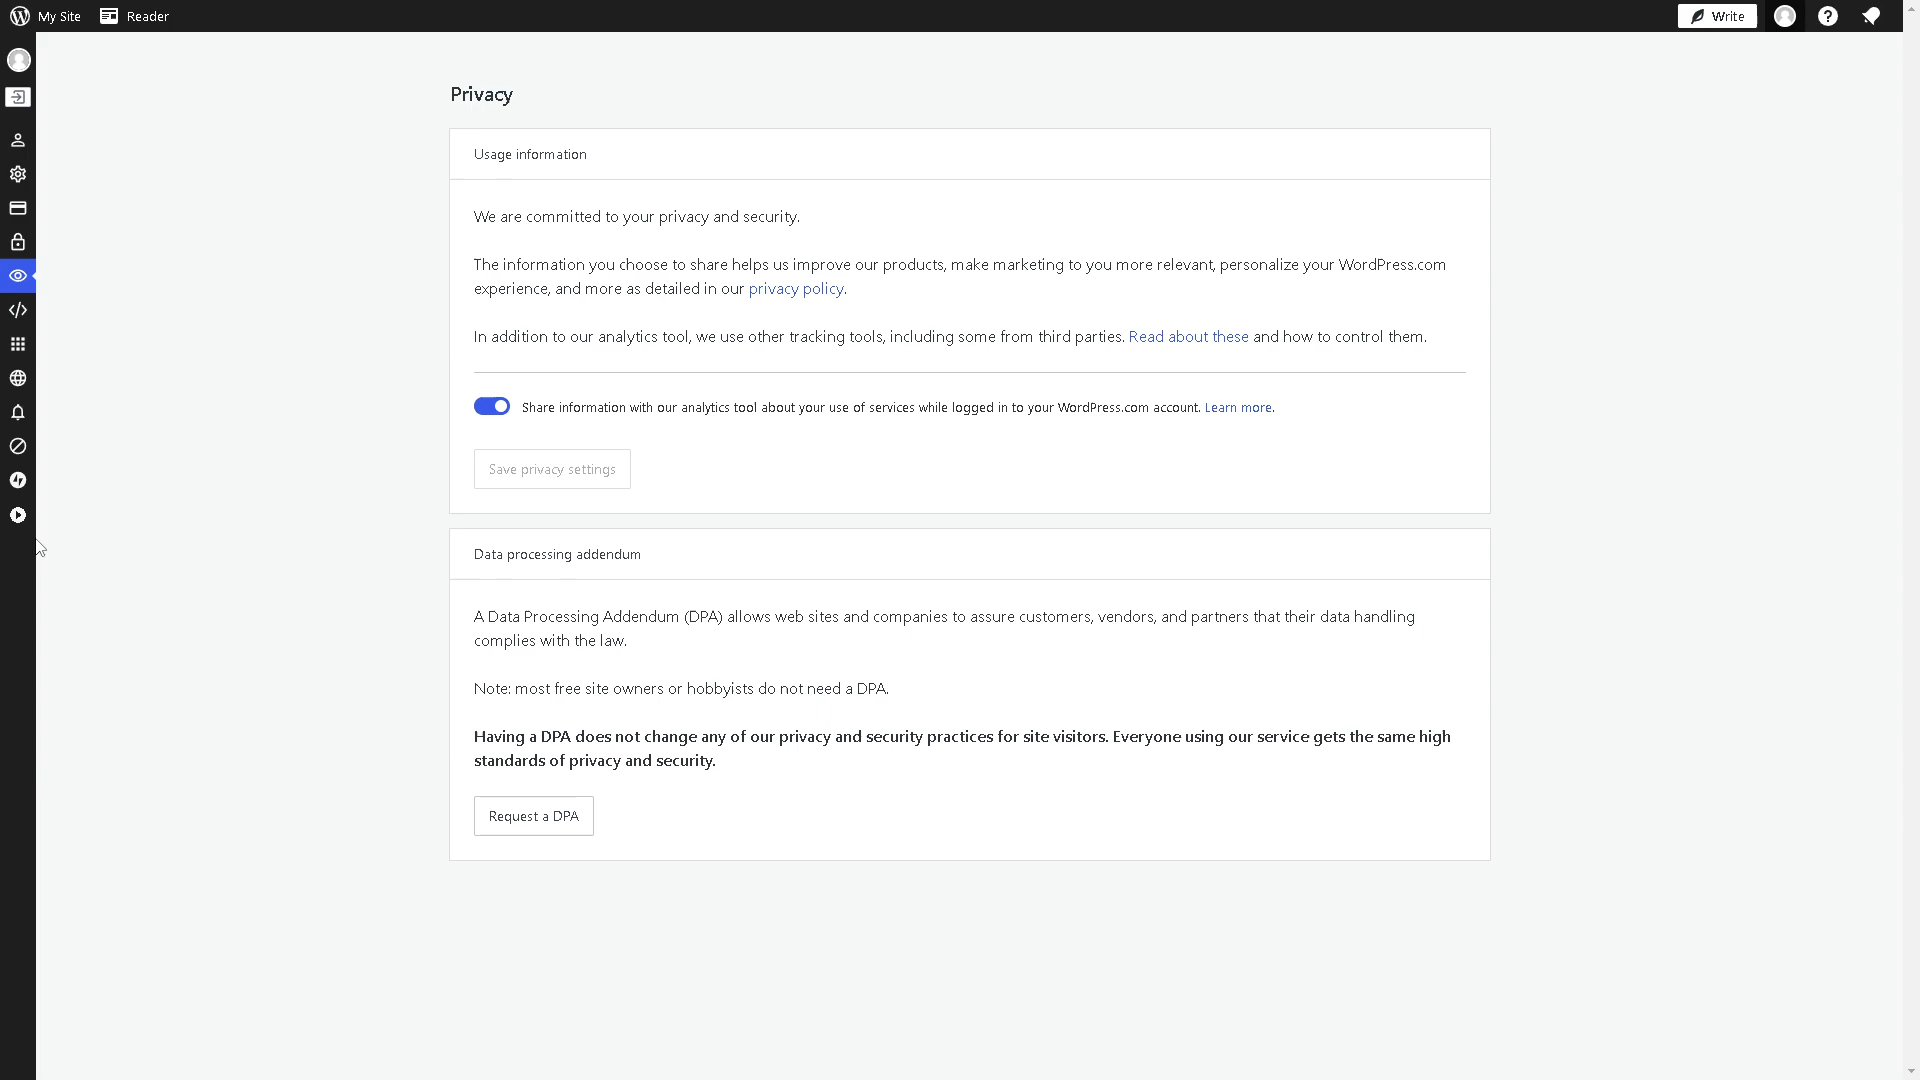 My Site
Reader
Write
Privacy
Usage information
We are committed to your privacy and security.
The information you choose to share helps us improve our products, make marketing to you more relevant, personalize your WordPress.com
experience, and more as detailed in our privacy policy.
In addition to our analytics tool, we use other tracking tools, including some from third parties. Read about these and how to control them.
Share information with our analytics tool about your use of services while logged in to your WordPress.com account. Learn more.
Save privacy settings
Data processing addendum
A Data Processing Addendum (DPA) allows web sites and companies to assure customers, vendors, and partners that their data handling
complies with the law.
Note: most free site owners or hobbyists do not need a DPA.
Having a DPA does not change any of our privacy and security practices for site visitors. Everyone using our service gets the same high
standards of privacy and security.
Request a DPA